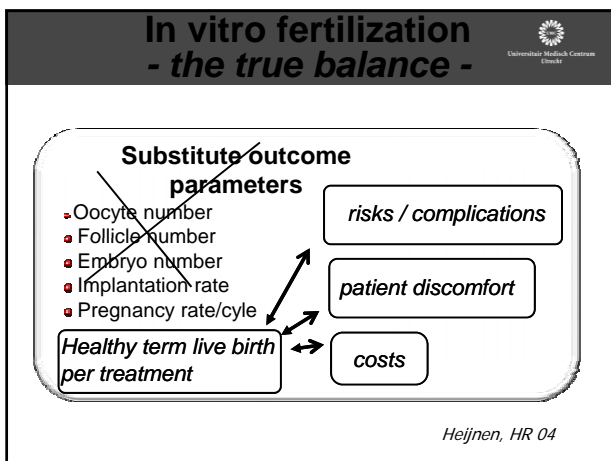 In vitro fertilization
- the true balance -
Universitair Medisch Centrum
Utrecht
Substitute outcome
parameters
Oocyte number
Follicle number
Embryo number
Implantation rate
Pregnancy rate/cyle
Healthy term live birth
per treatment
risks / complications
patient discomfort
costs
Heijnen, HR 04